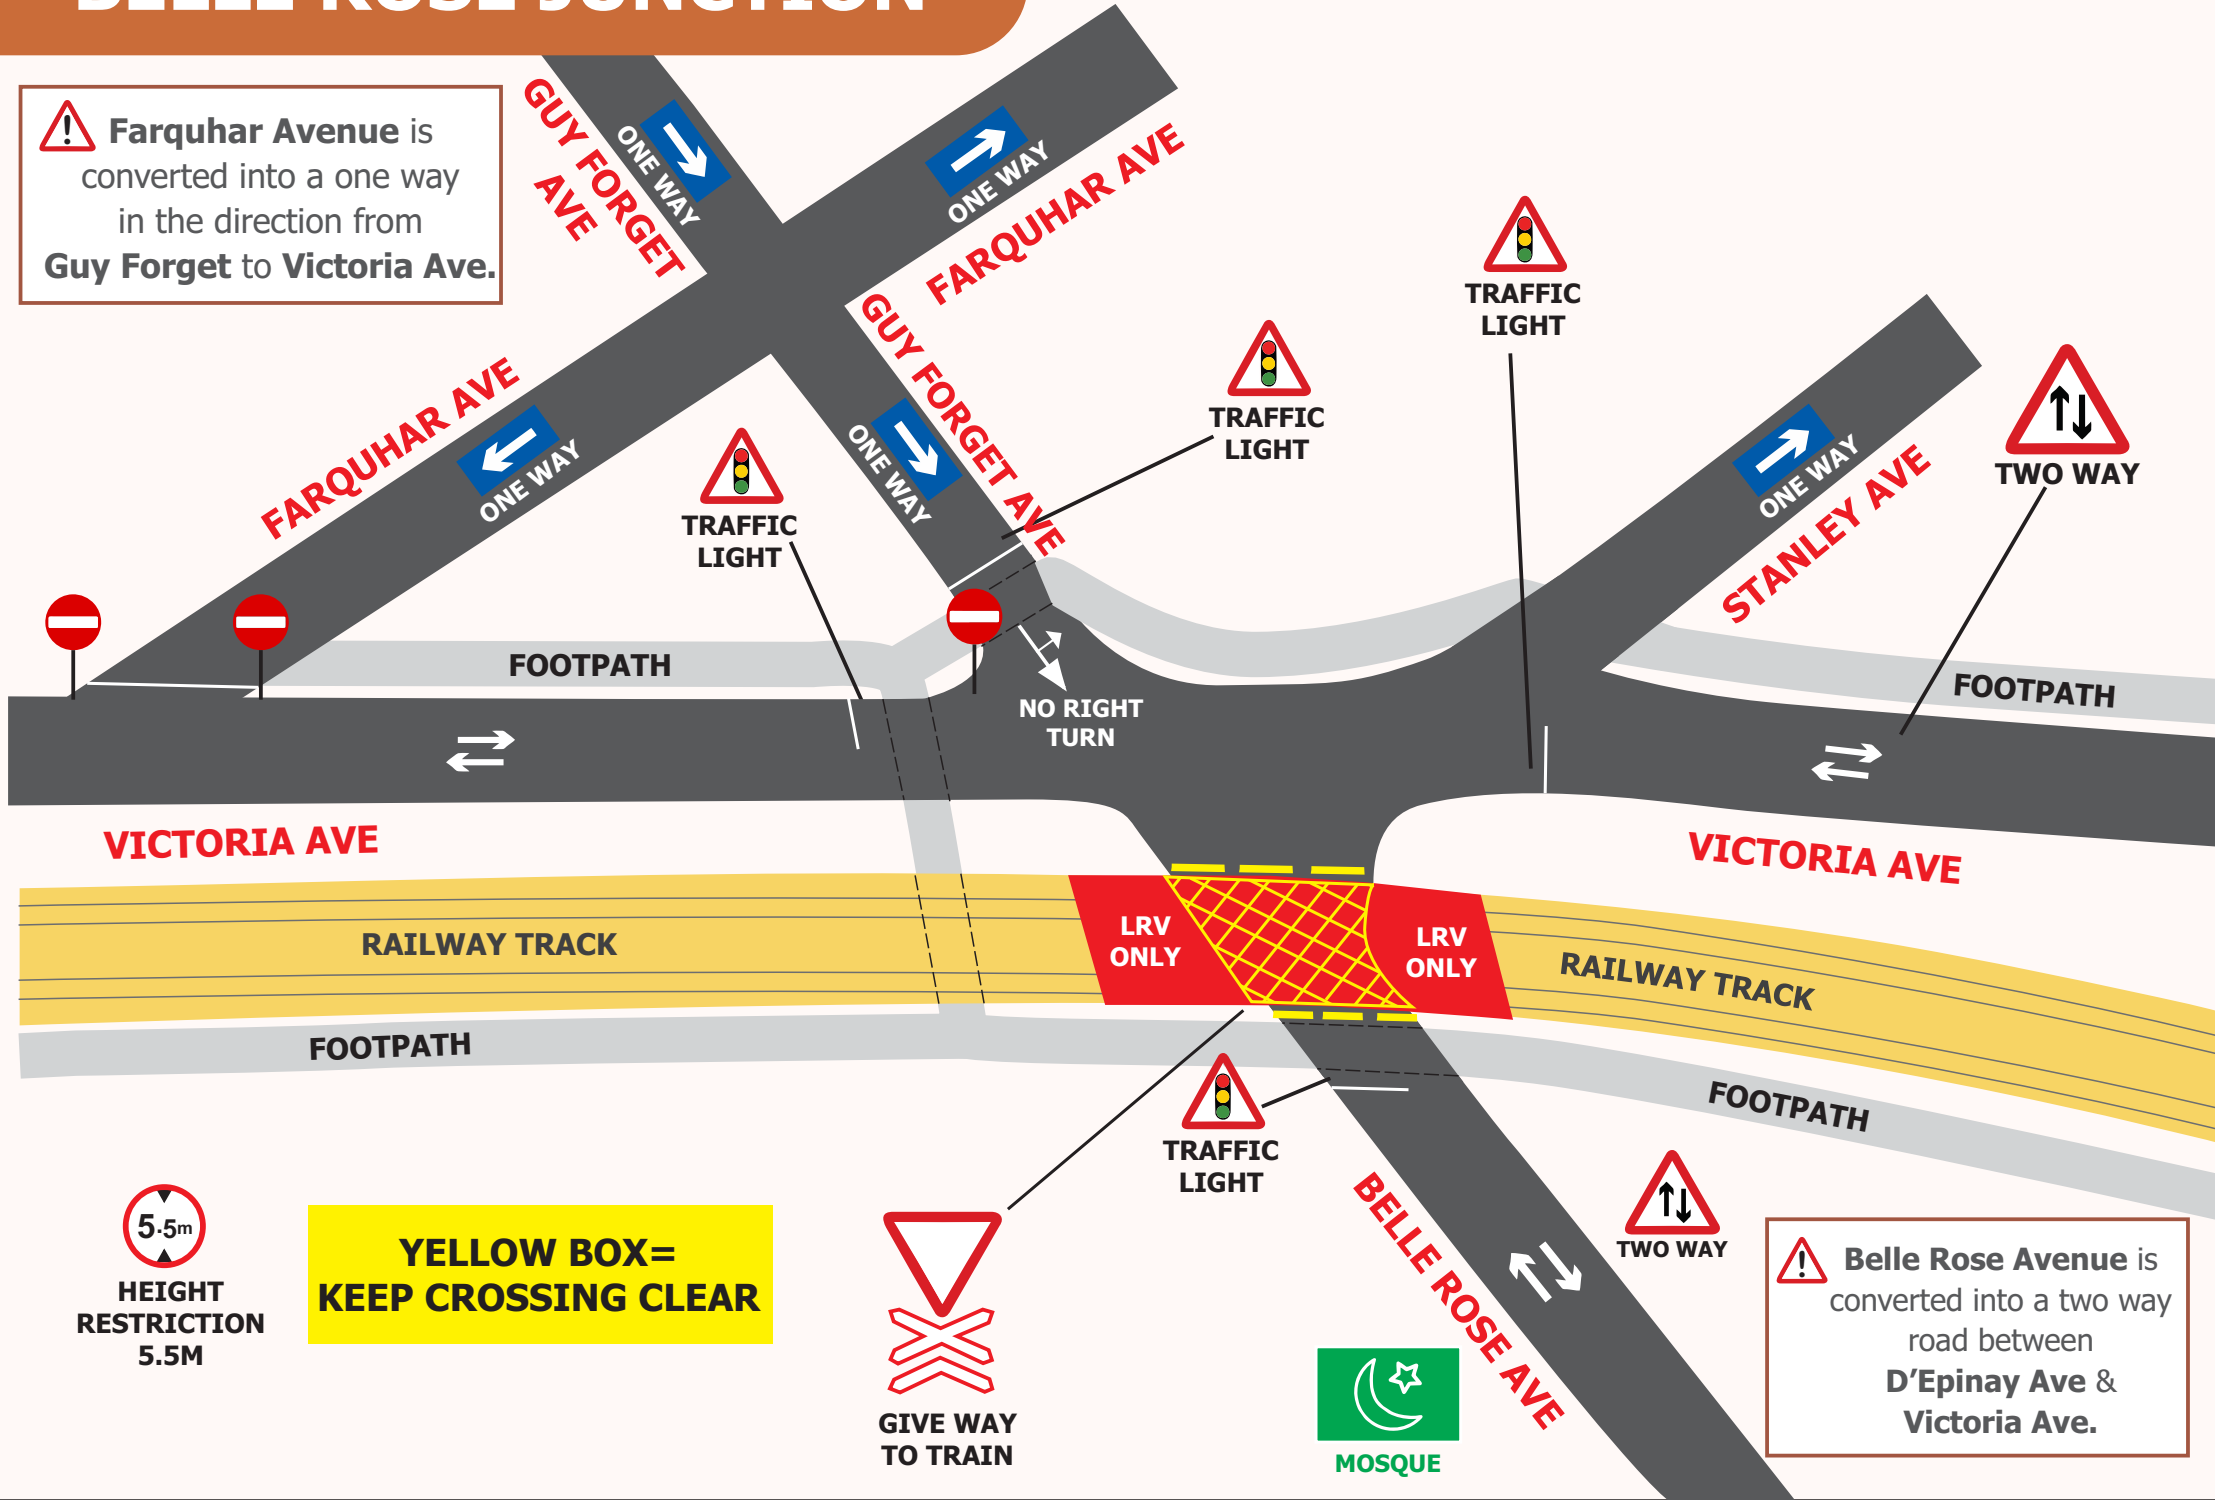 BELLE ROSE JUNCTION
Farquhar Avenue is
converted into a one way
in the direction from
Guy Forget to Victoria Ave.
GUY FORGET
AVE
ONE WAY
ONE WAY
FARQUHAR AVE
FARQUHAR AVE
ONE WAY
GUY FORGET AVE
ONE WAY
TRAFFIC
LIGHT
TRAFFIC
LIGHT
TRAFFIC
LIGHT
ONE WAY
STANLEY AVE
TWO WAY
FOOTPATH
FOOTPATH
NO RIGHT
TURN
VICTORIA AVE
VICTORIA AVE
RAILWAY TRACK
LRV
ONLY
LRV
ONLY
RAILWAY TRACK
FOOTPATH
FOOTPATH
TRAFFIC
LIGHT
5.5m
HEIGHT
RESTRICTION
5.5M
YELLOW BOX=
KEEP CROSSING CLEAR
GIVE WAY
TO TRAIN
BELLE ROSE AVE
MOSQUE
TWO WAY
Belle Rose Avenue is
converted into a two way
road between
D’Epinay Ave &
Victoria Ave.